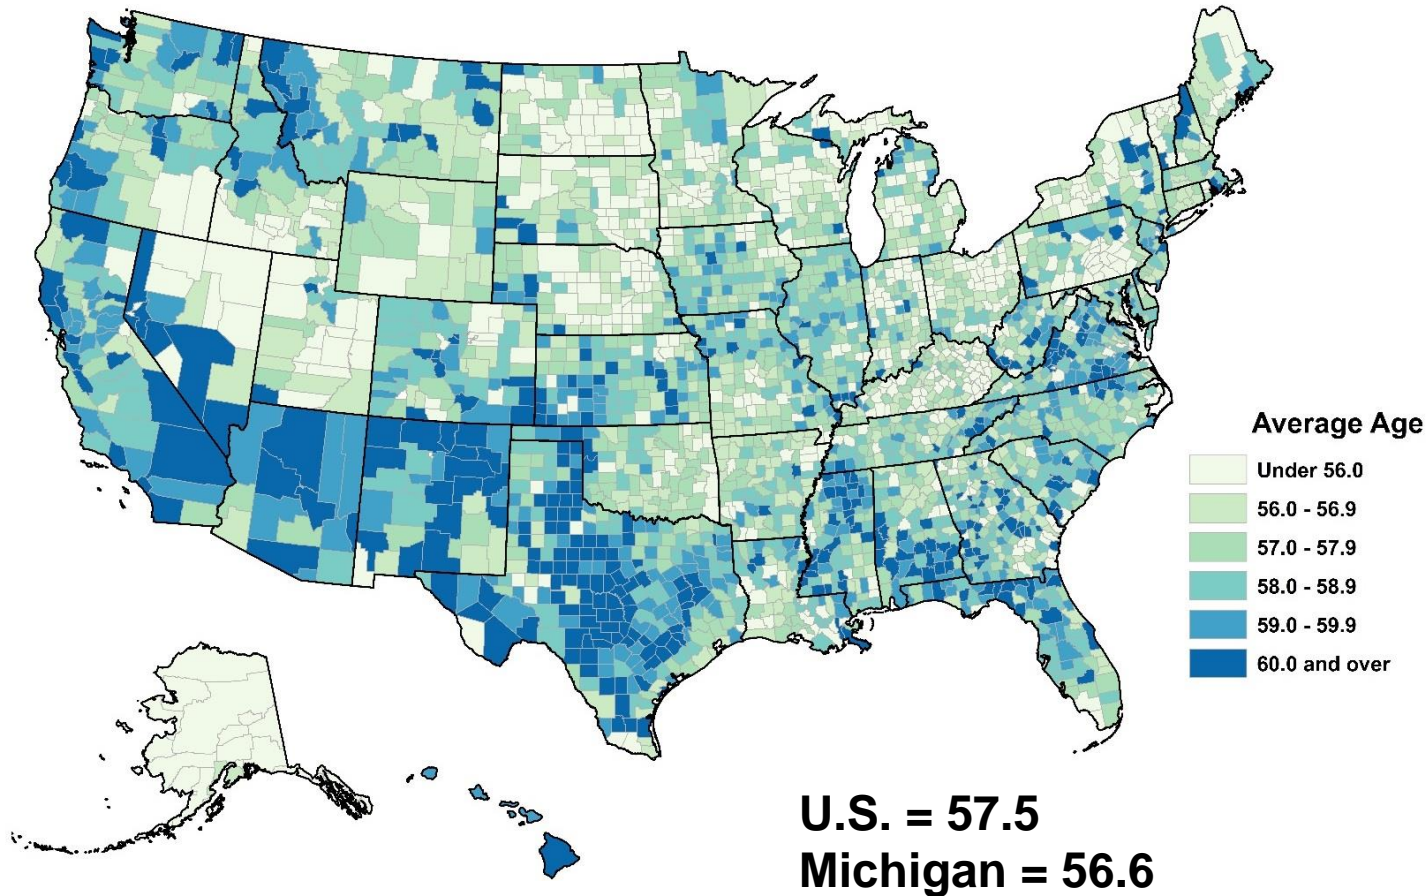 Average Age
Under 56.0
56.0 - 56.9
57.0 - 57.9
58.0 - 58.9
59.0 - 59.9
60.0 and over
U.S. = 57.5
Michigan = 56.6